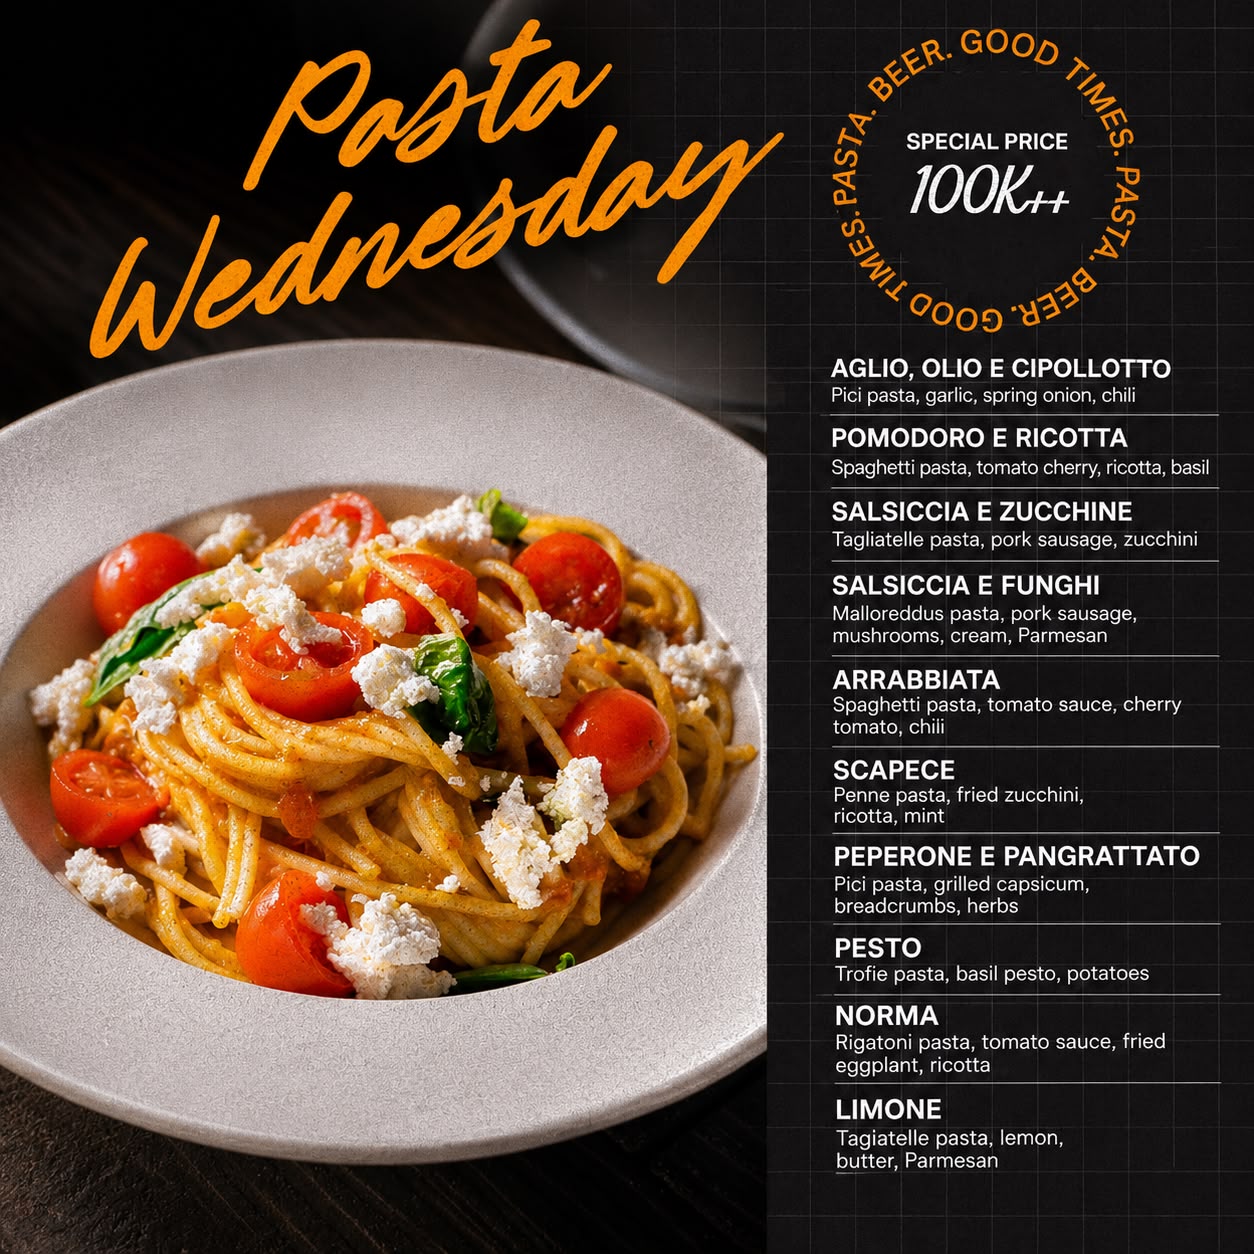 Pasta
Wednesday
PASTA. BEER. GOOD TIMES. PASTA. BEER. GOOD TIMES.
SPECIAL PRICE
100K++
AGLIO, OLIO E CIPOLLOTTO
Pici pasta, garlic, spring onion, chili
POMODORO E RICOTTA
Spaghetti pasta, tomato cherry, ricotta, basil
SALSICCIA E ZUCCHINE
Tagliatelle pasta, pork sausage, zucchini
SALSICCIA E FUNGHI
Malloreddus pasta, pork sausage,
mushrooms, cream, Parmesan
ARRABBIATA
Spaghetti pasta, tomato sauce, cherry
tomato, chili
SCAPECE
Penne pasta, fried zucchini,
ricotta, mint
PEPERONE E PANGRATTATO
Pici pasta, grilled capsicum,
breadcrumbs, herbs
PESTO
Trofie pasta, basil pesto, potatoes
NORMA
Rigatoni pasta, tomato sauce, fried
eggplant, ricotta
LIMONE
Tagiatelle pasta, lemon,
butter, Parmesan